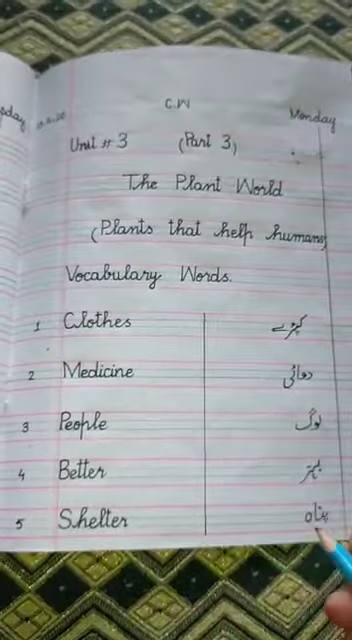 C.W
Monday
Unit # 3 (Part 3)
The Plant World
(Plants that help humans)
Vocabulary Words.
1 Clothes کپڑے
2 Medicine دوائی
3 People لوگ
4 Better بہتر
5 Shelter پناہ